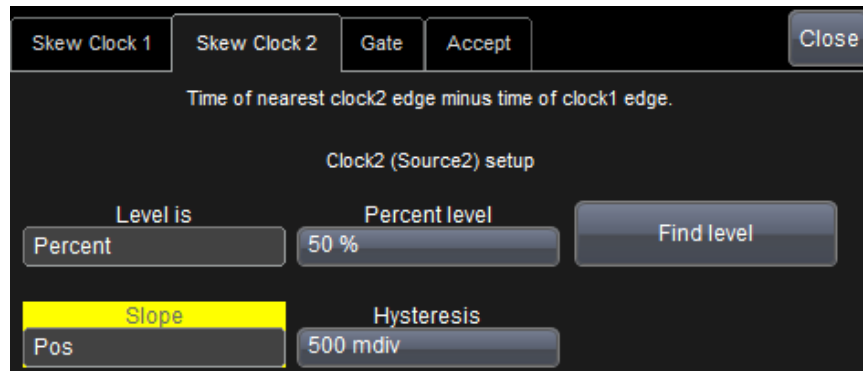 Skew Clock 1 Skew Clock 2 Gate Accept Close
Time of nearest clock2 edge minus time of clock1 edge.
Clock2 (Source2) setup
Level is Percent level
Percent 50 % Find level
Slope Hysteresis
Pos 500 mdiv